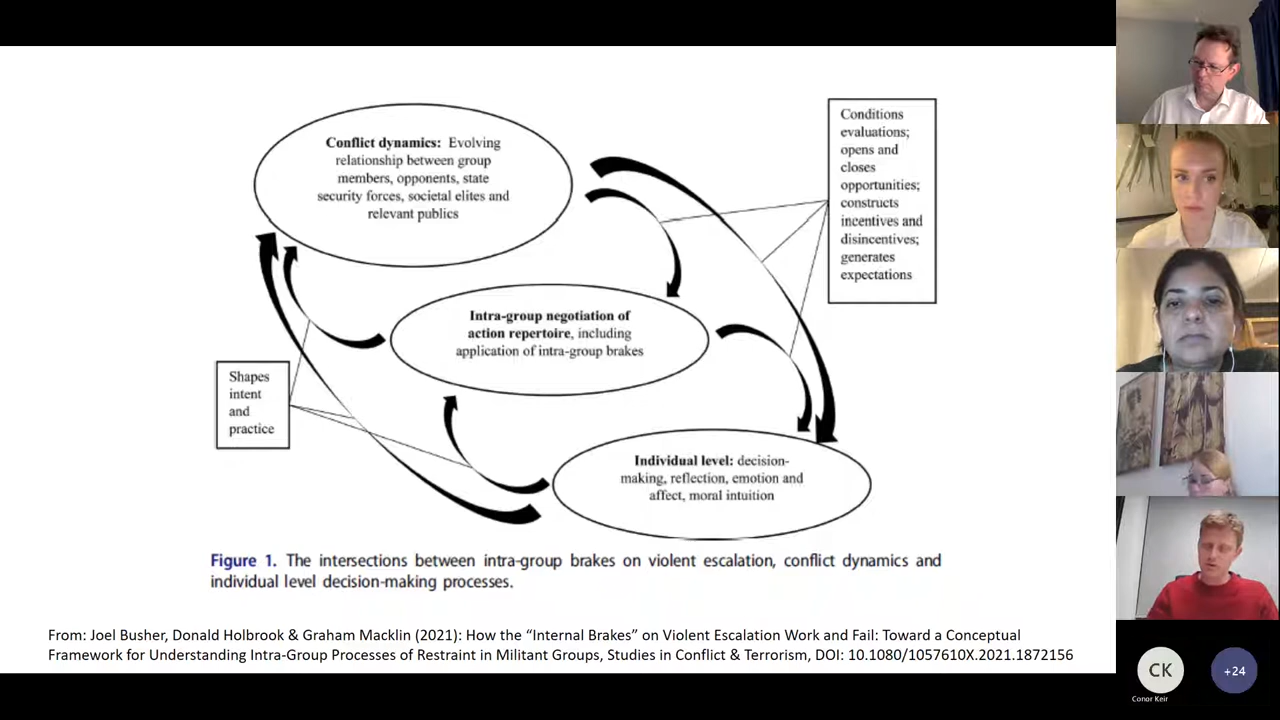 Conflict dynamics: Evolving
relationship between group
members, opponents, state
security forces, societal elites and
relevant publics
Conditions
evaluations;
opens and
closes
opportunities;
constructs
incentives and
disincentives;
generates
expectations
Intra-group negotiation of
action repertoire, including
application of intra-group brakes
Shapes
intent
and
practice
Individual level: decision-
making, reflection, emotion and
affect, moral intuition
Figure 1. The intersections between intra-group brakes on violent escalation, conflict dynamics and
individual level decision-making processes.
From: Joel Busher, Donald Holbrook & Graham Macklin (2021): How the “Internal Brakes” on Violent Escalation Work and Fail: Toward a Conceptual
Framework for Understanding Intra-Group Processes of Restraint in Militant Groups, Studies in Conflict & Terrorism, DOI: 10.1080/1057610X.2021.1872156
CK
+24
Conor Keir